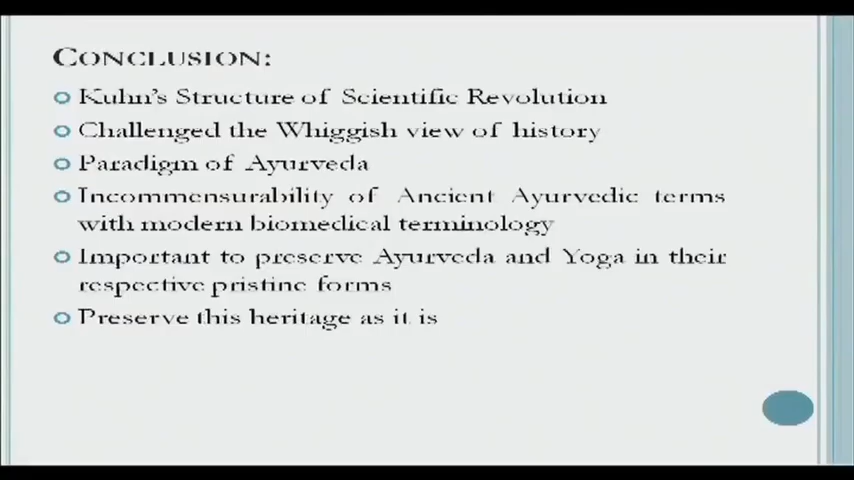 CONCLUSION:
Kuhn's Structure of Scientific Revolution
Challenged the Whiggish view of history
Paradigm of Ayurveda
Incommensurability of Ancient Ayurvedic terms
with modern biomedical terminology
Important to preserve Ayurveda and Yoga in their
respective pristine forms
Preserve this heritage as it is